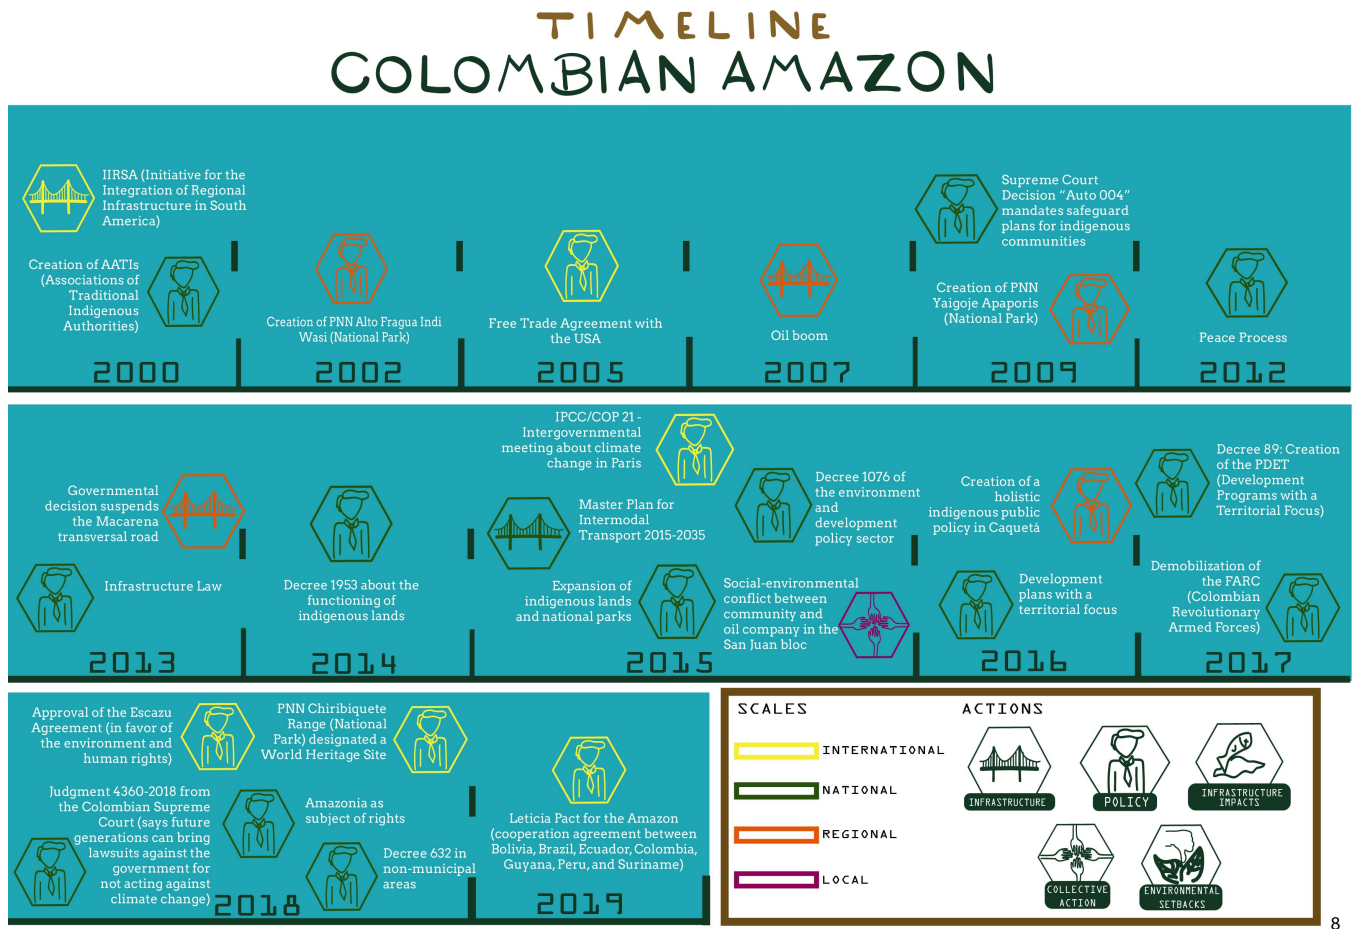 TIMELINE
COLOMBIAN AMAZON
IIRSA (Initiative for the
Integration of Regional
Infrastructure in South
America)
Creation of AATIs
(Associations of
Traditional
Indigenous
Authorities)
2000
Creation of PNN Alto Fragua Indi
Wasi (National Park)
2002
Free Trade Agreement with
the USA
2005
Oil boom
2007
Supreme Court
Decision “Auto 004”
mandates safeguard
plans for indigenous
communities
Creation of PNN
Yaigoje Apaporis
(National Park)
2009
Peace Process
2012
Governmental
decision suspends
the Macarena
transversal road
Infrastructure Law
2013
Decree 1953 about the
functioning of
indigenous lands
2014
IPCC/COP 21 -
Intergovernmental
meeting about climate
change in Paris
Master Plan for
Intermodal
Transport 2015-2035
Decree 1076 of
the environment
and
development
policy sector
Expansion of
indigenous lands
and national parks
Social-environmental
conflict between
community and
oil company in the
San Juan bloc
2015
Creation of a
holistic
indigenous public
policy in Caquetá
Development
plans with a
territorial focus
2016
Decree 89: Creation
of the PDET
(Development
Programs with a
Territorial Focus)
Demobilization of
the FARC
(Colombian
Revolutionary
Armed Forces)
2017
Approval of the Escazu
Agreement (in favor of
the environment and
human rights)
PNN Chiribiquete
Range (National
Park) designated a
World Heritage Site
Judgment 4360-2018 from
the Colombian Supreme
Court (says future
generations can bring
lawsuits against the
government for
not acting against
climate change)
Amazonia as
subject of rights
Decree 632 in
non-municipal
areas
2018
Leticia Pact for the Amazon
(cooperation agreement between
Bolivia, Brazil, Ecuador, Colombia,
Guyana, Peru, and Suriname)
2019
SCALES
INTERNATIONAL
NATIONAL
REGIONAL
LOCAL
ACTIONS
INFRASTRUCTURE
POLICY
INFRASTRUCTURE
IMPACTS
COLLECTIVE
ACTION
ENVIRONMENTAL
SETBACKS
8